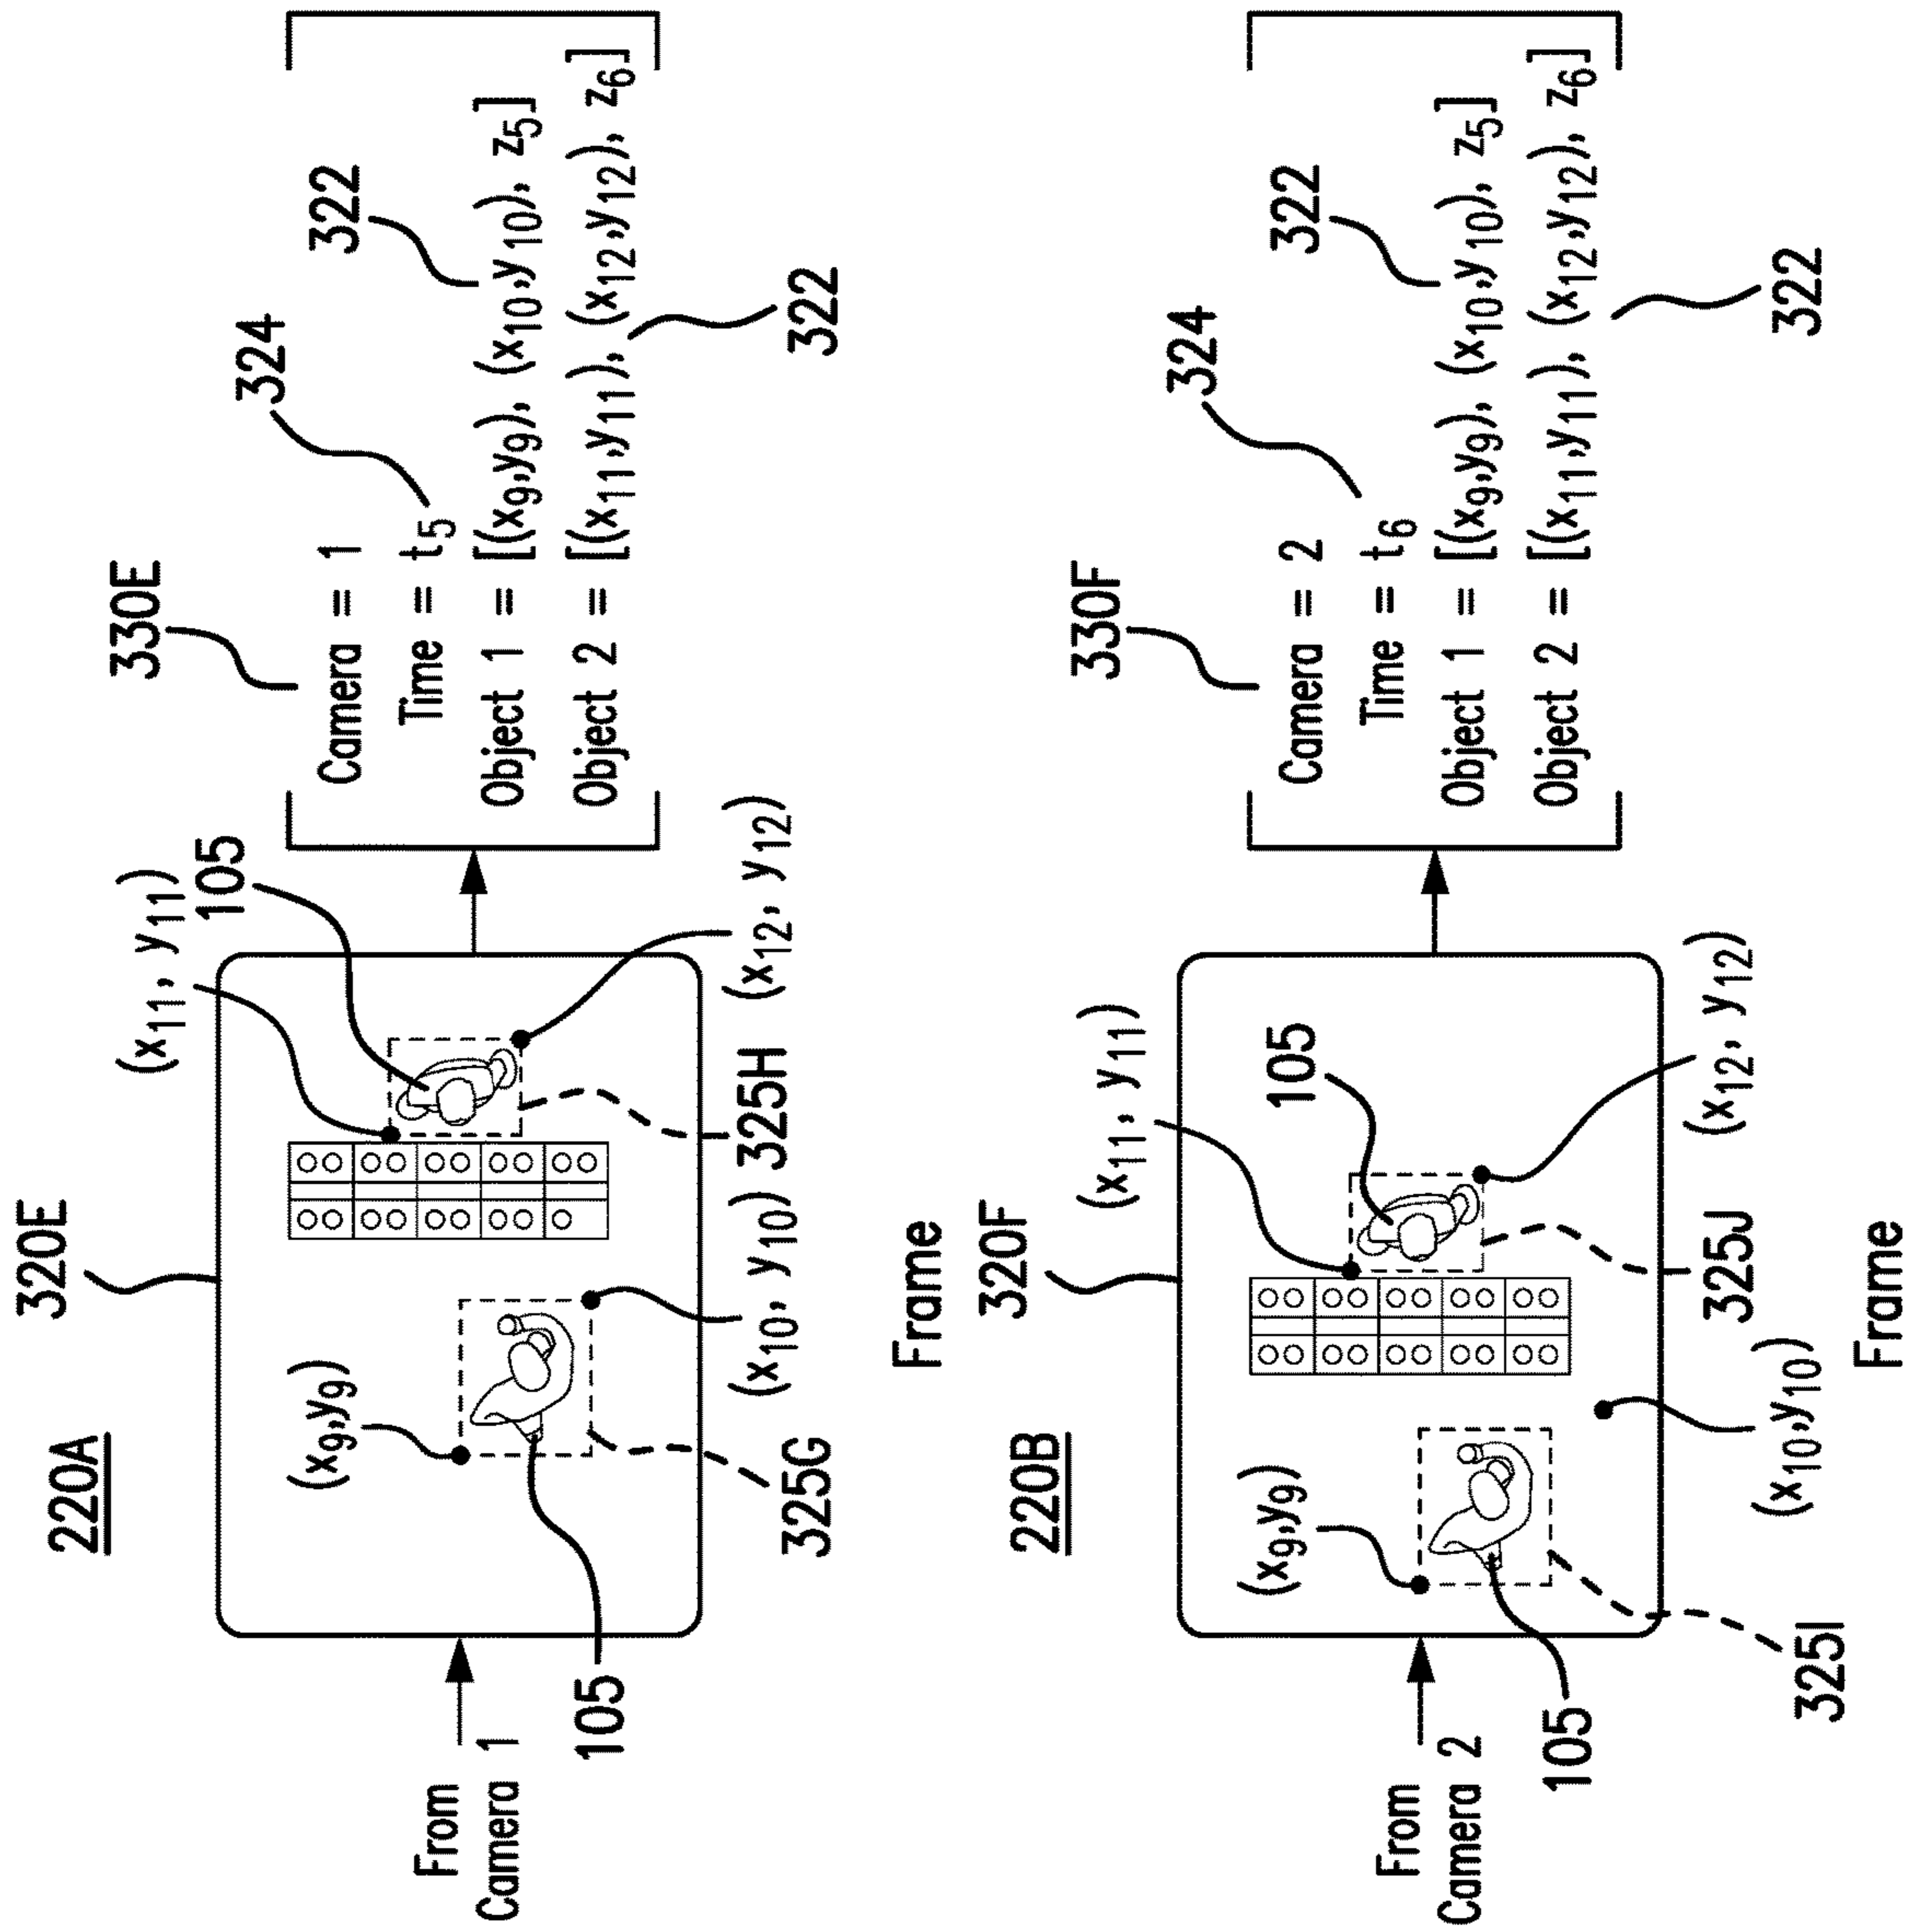 220A
320E
From
Camera 1
105
(x9,y9)
325G
(x10, y10)
(x11, y11)
105
325H
(x12, y12)
Frame
330E
324
322
Camera = 1
Time = t5
Object 1 = [(x9,y9), (x10,y10), z5]
Object 2 = [(x11,y11), (x12,y12), z6]
322
220B
320F
From
Camera 2
105
(x9,y9)
325I
(x10,y10)
(x11, y11)
105
325J
(x12, y12)
Frame
330F
324
322
Camera = 2
Time = t6
Object 1 = [(x9,y9), (x10,y10), z5]
Object 2 = [(x11,y11), (x12,y12), z6]
322